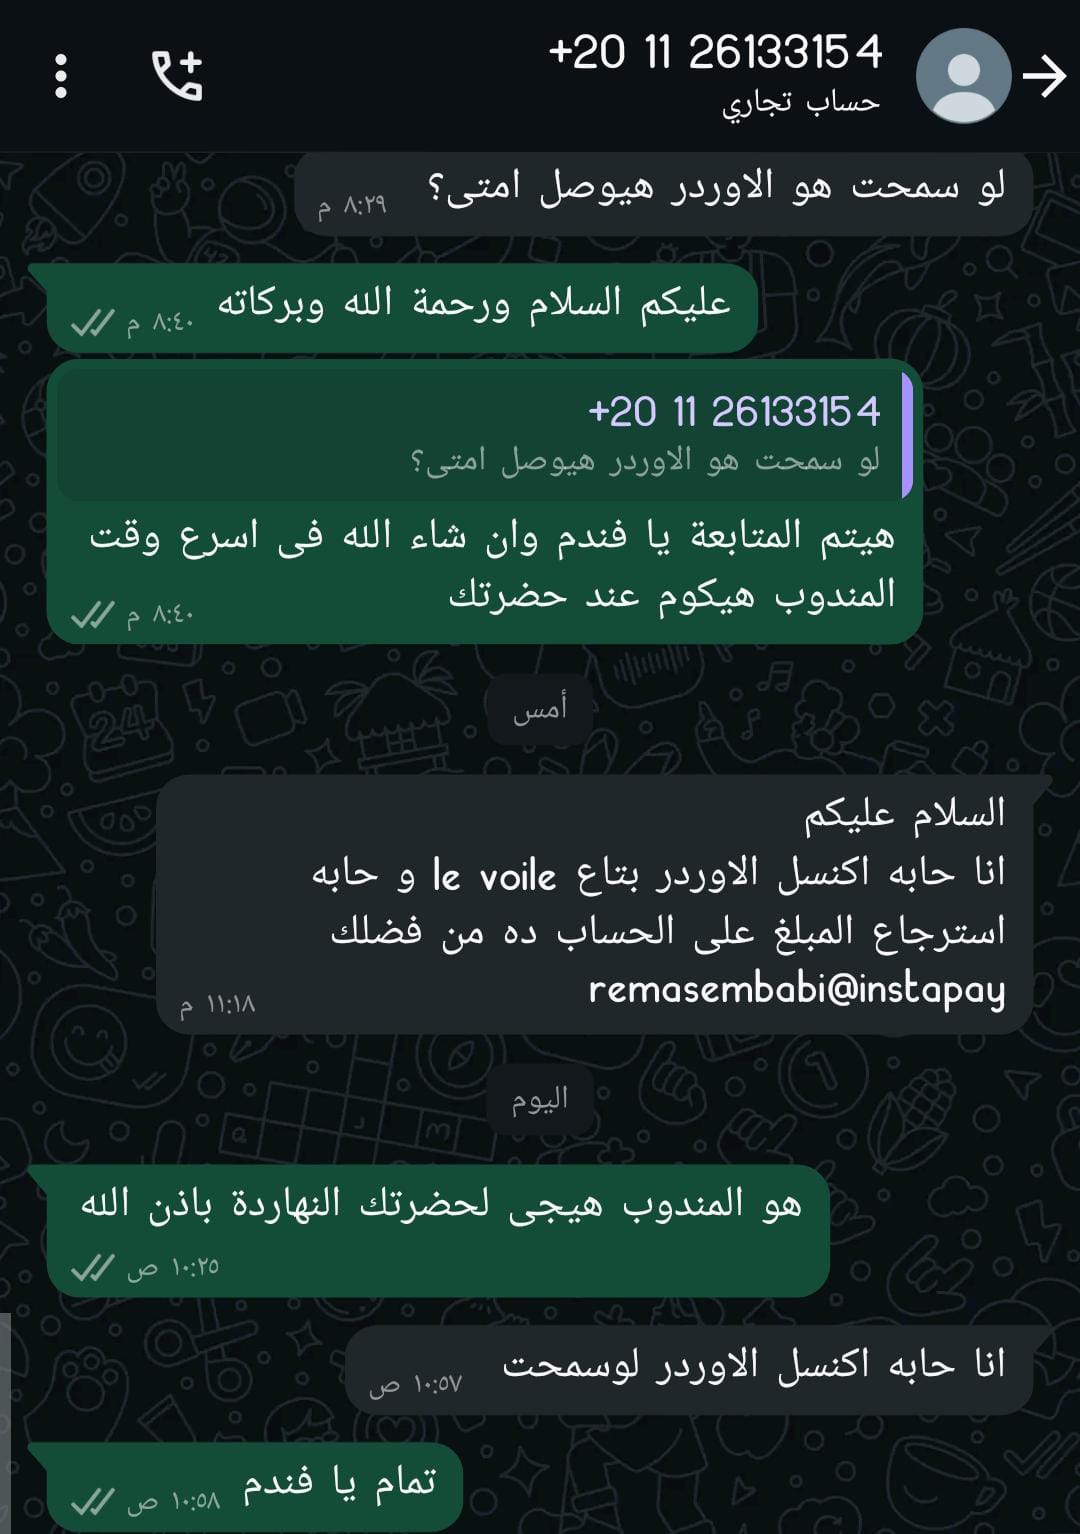 +20 11 26133154
حساب تجاري
لو سمحت هو الاوردر هيوصل امتى؟
٨:٢٩ م
عليكم السلام ورحمة الله وبركاته
٨:٤٠ م
+20 11 26133154
لو سمحت هو الاوردر هيوصل امتى؟
هيتم المتابعة يا فندم وان شاء الله فى اسرع وقت
المندوب هيكوم عند حضرتك
٨:٤٠ م
أمس
السلام عليكم
انا حابه اكنسل الاوردر بتاع le voile و حابه
استرجاع المبلغ على الحساب ده من فضلك
remasembabi@instapay
١١:١٨ م
اليوم
هو المندوب هيجى لحضرتك النهاردة باذن الله
١٠:٢٥ ص
انا حابه اكنسل الاوردر لوسمحت
١٠:٥٧ ص
تمام يا فندم
١٠:٥٨ ص